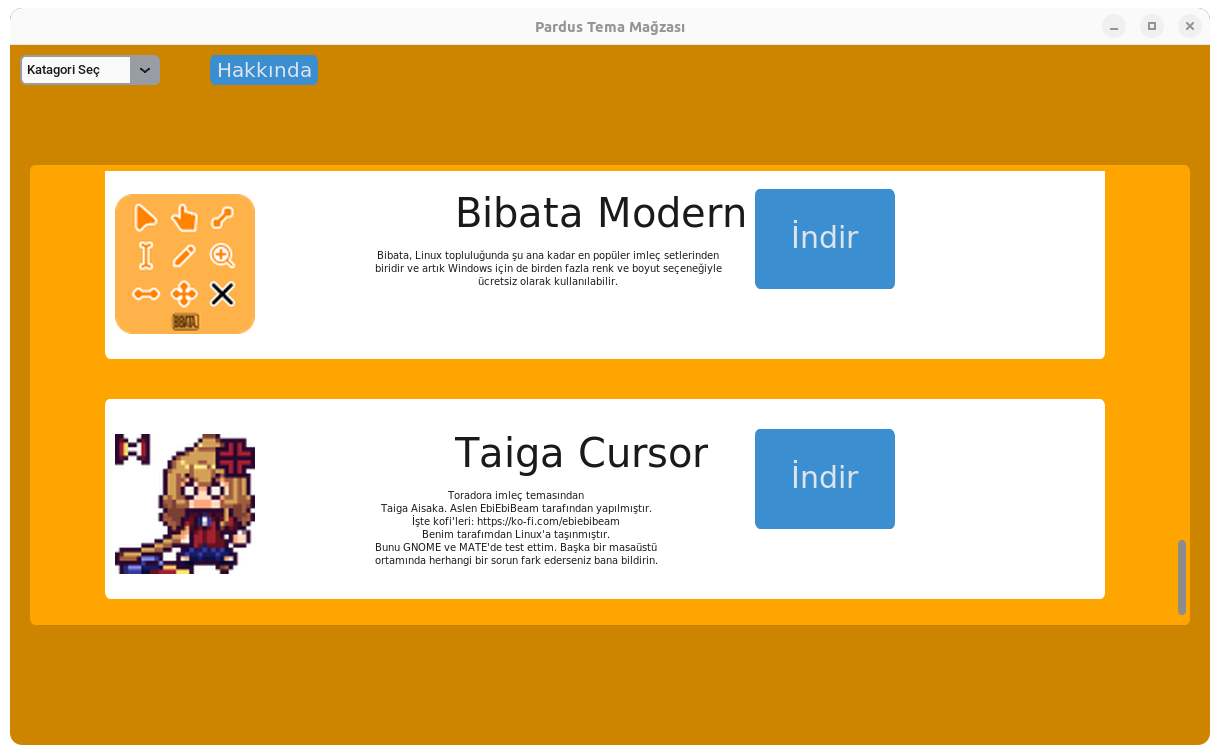 Pardus Tema Mağzası
Katagori Seç
Hakkında
Bibata Modern
İndir
Bibata, Linux topluluğunda şu ana kadar en popüler imleç setlerinden
biridir ve artık Windows için de birden fazla renk ve boyut seçeneğiyle
ücretsiz olarak kullanılabilir.
BIBATA
Taiga Cursor
İndir
Toradora imleç temasından
Taiga Aisaka. Aslen EbiEbiBeam tarafından yapılmıştır.
İşte kofi'leri: https://ko-fi.com/ebiebibeam
Benim tarafımdan Linux'a taşınmıştır.
Bunu GNOME ve MATE'de test ettim. Başka bir masaüstü
ortamında herhangi bir sorun fark ederseniz bana bildirin.